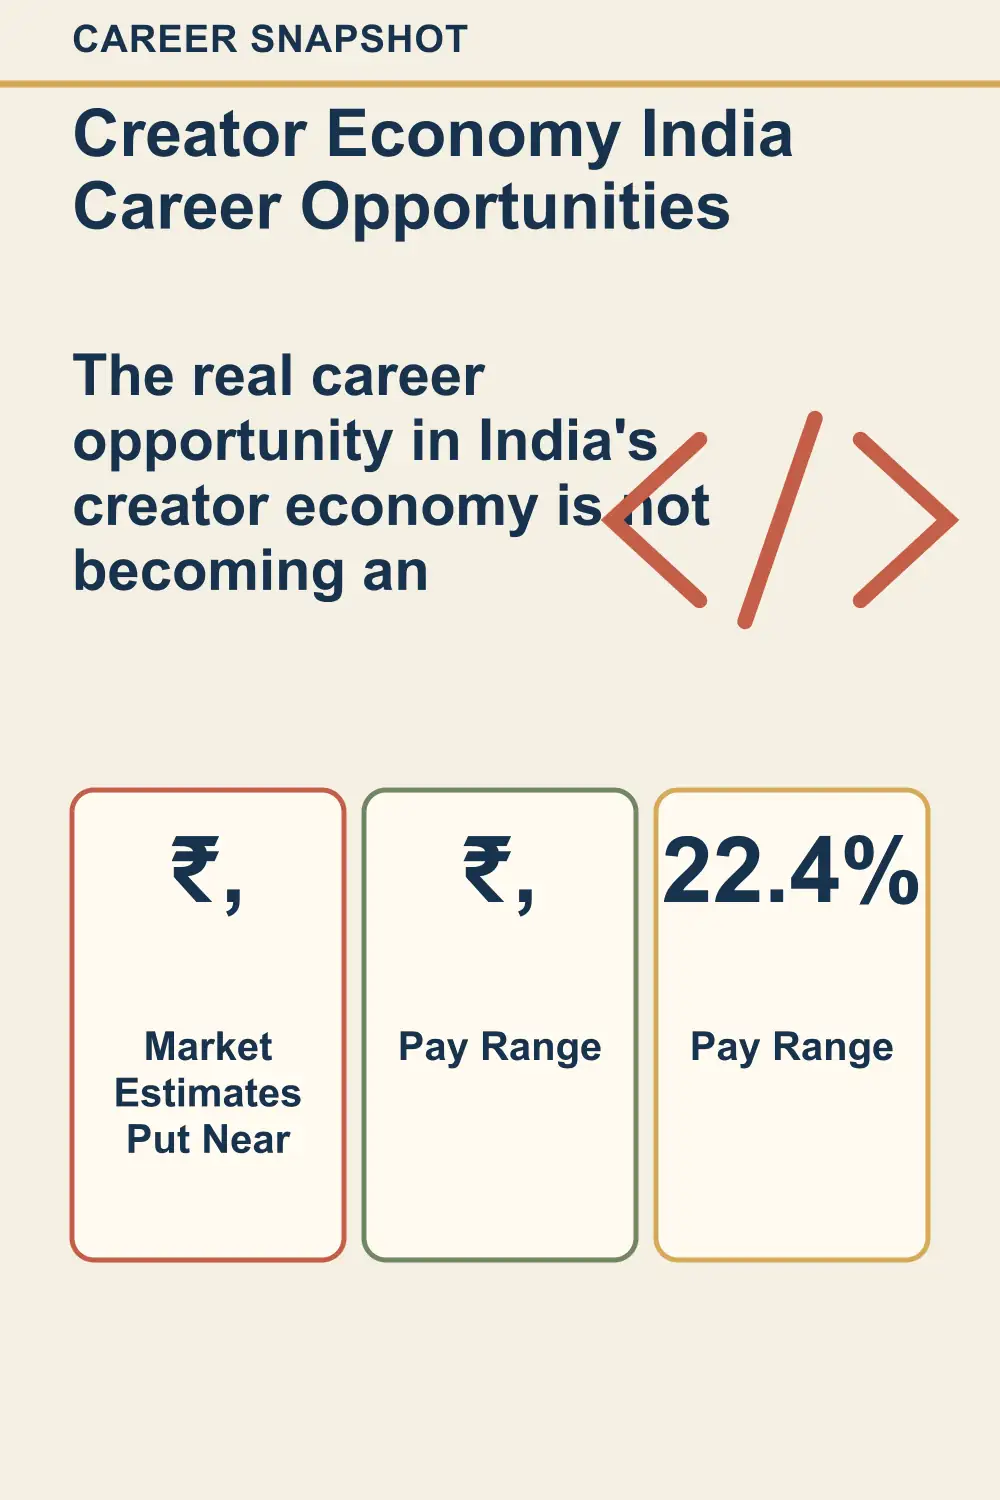 CAREER SNAPSHOT
Creator Economy India
Career Opportunities
The real career
opportunity in India's
creator economy is not
becoming an
₹,
Market
Estimates
Put Near
₹,
Pay Range
22.4%
Pay Range